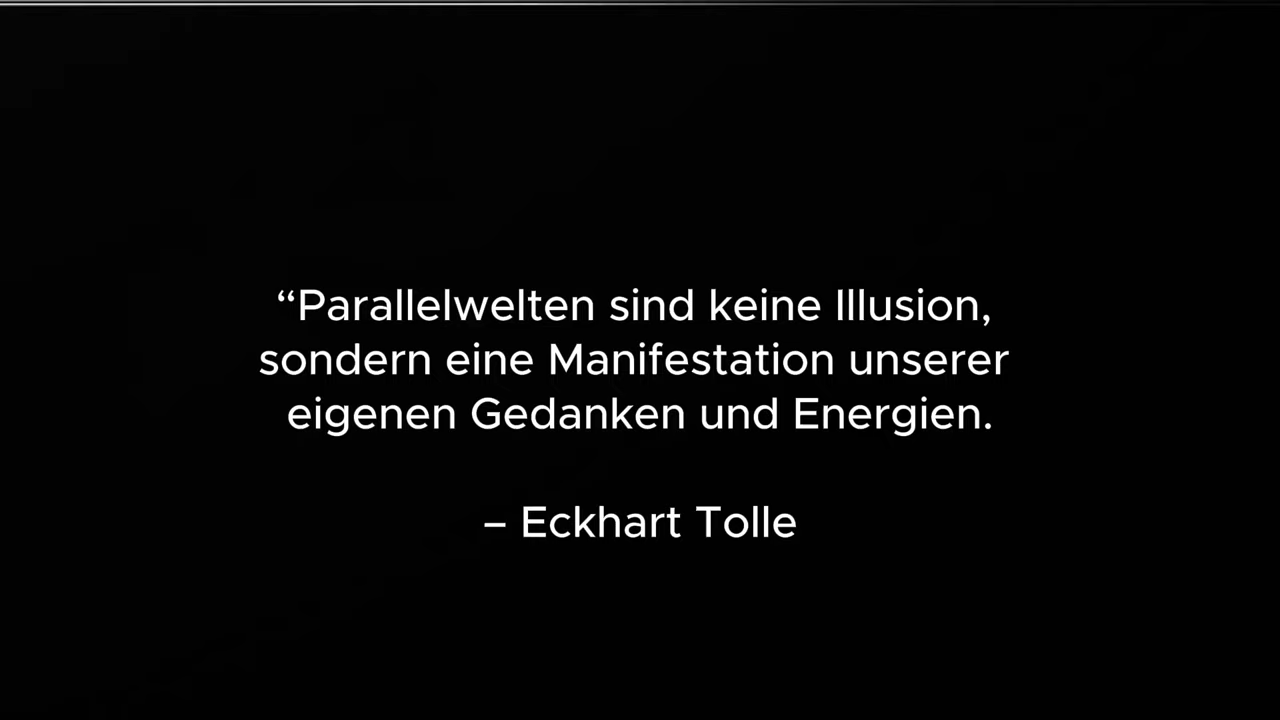 “Parallelwelten sind keine Illusion,
sondern eine Manifestation unserer
eigenen Gedanken und Energien.
– Eckhart Tolle